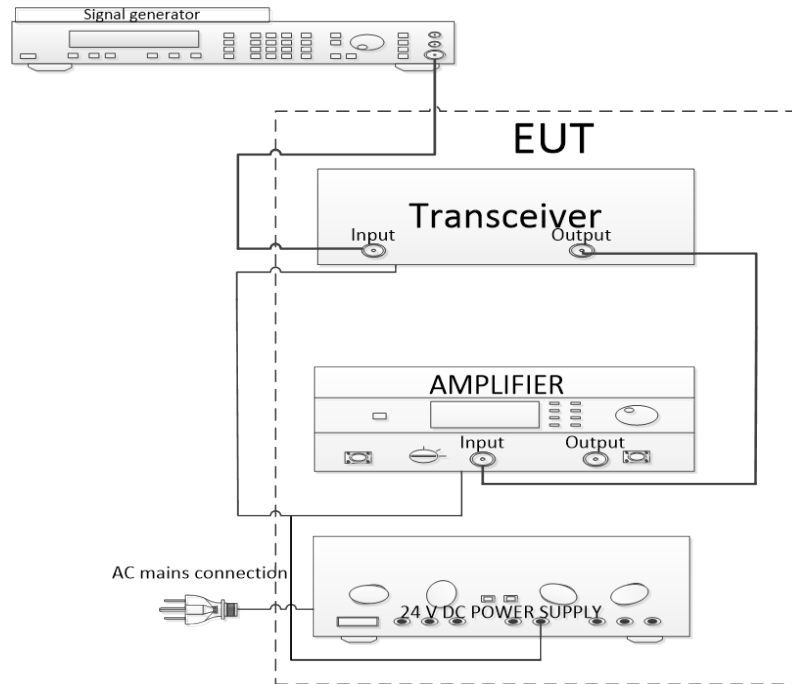 Signal generator
EUT
Transceiver
Input
Output
AMPLIFIER
Input
Output
AC mains connection
24 V DC POWER SUPPLY